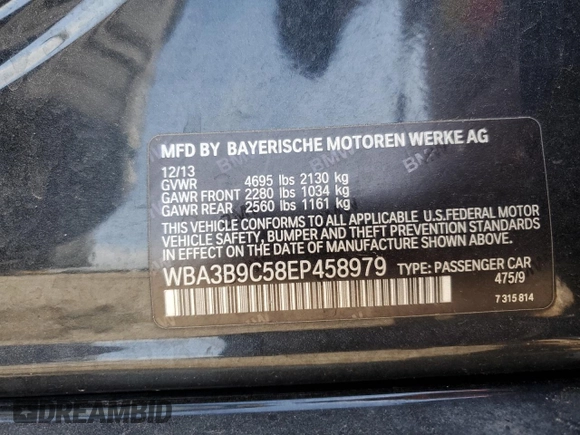 MFD BY BAYERISCHE MOTOREN WERKE AG
12/13
GVWR 4695 lbs 2130 kg
GAWR FRONT 2280 lbs 1034 kg
GAWR REAR 2560 lbs 1161 kg
THIS VEHICLE CONFORMS TO ALL APPLICABLE U.S.FEDERAL MOTOR
VEHICLE SAFETY, BUMPER, AND THEFT PREVENTION STANDARDS
IN EFFECT ON THE DATE OF MANUFACTURE SHOWN ABOVE.
WBA3B9C58EP458979 TYPE: PASSENGER CAR
475/9
7 315 814
DREAMBID